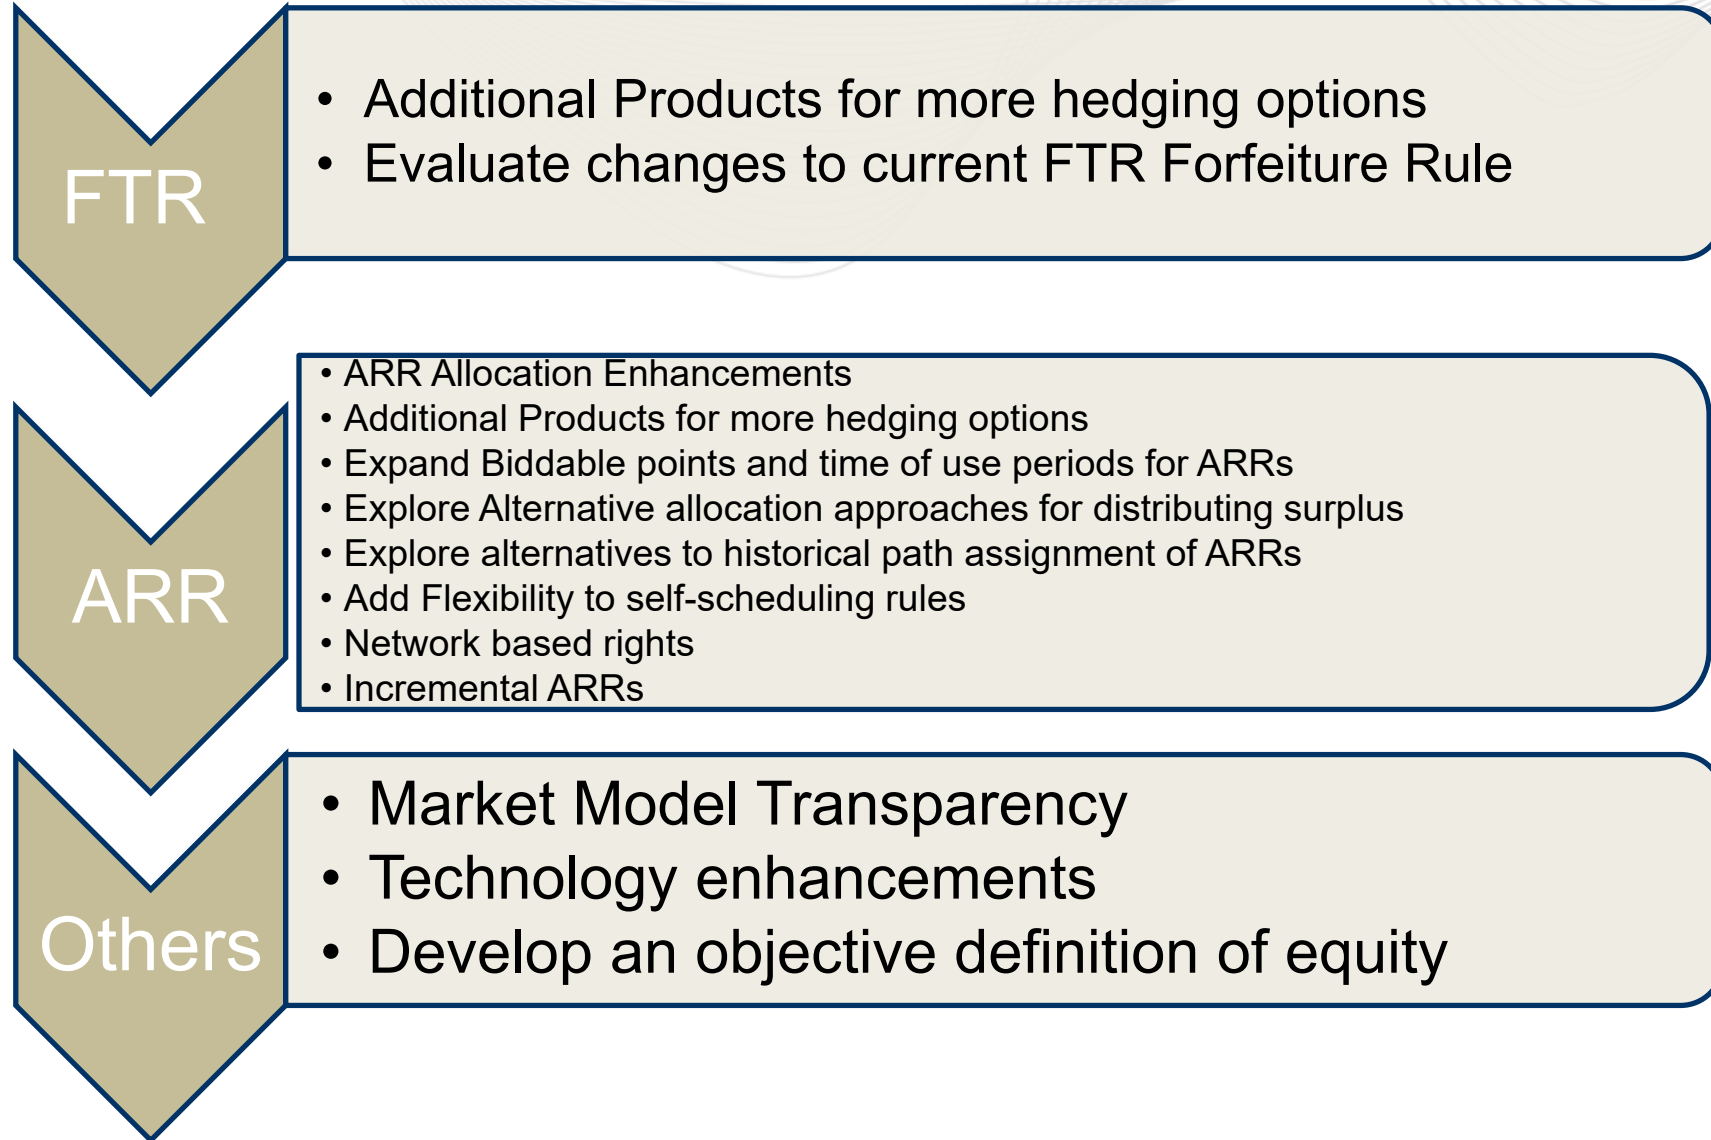 FTR
• Additional Products for more hedging options
• Evaluate changes to current FTR Forfeiture Rule
ARR
• ARR Allocation Enhancements
• Additional Products for more hedging options
• Expand Biddable points and time of use periods for ARRs
• Explore Alternative allocation approaches for distributing surplus
• Explore alternatives to historical path assignment of ARRs
• Add Flexibility to self-scheduling rules
• Network based rights
• Incremental ARRs
Others
• Market Model Transparency
• Technology enhancements
• Develop an objective definition of equity